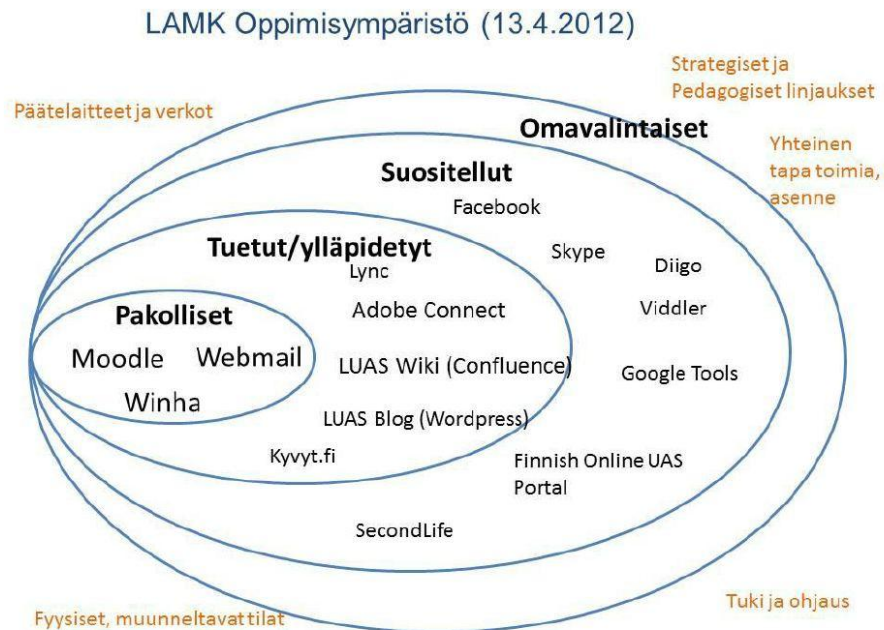 LAMK Oppimisympäristö (13.4.2012)
Strategiset ja
Pedagogiset linjaukset
Päätelaitteet ja verkot
Omavalintaiset
Yhteinen
tapa toimia,
asenne
Suositellut
Facebook
Tuetut/ylläpidetyt
Skype
Diigo
Lync
Adobe Connect
Viddler
Pakolliset
Moodle
Webmail
LUAS Wiki (Confluence)
Google Tools
Winha
LUAS Blog (Wordpress)
Kyvyt.fi
Finnish Online UAS
Portal
SecondLife
Tuki ja ohjaus
Fyysiset, muunneltavat tilat